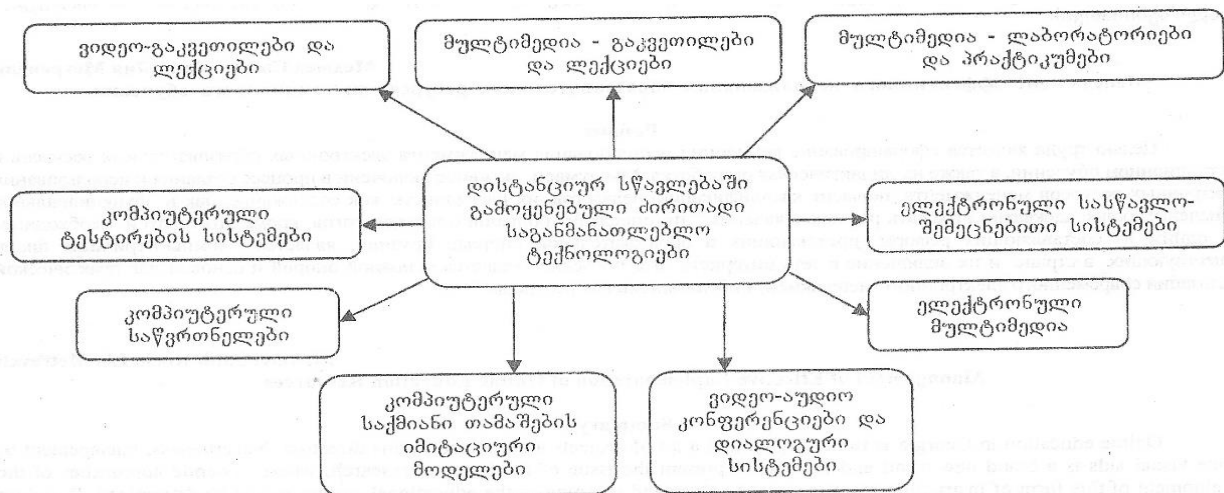 ვიდეო-გაკვეთილები და
ლექციები
მულტიმედია - გაკვეთილები
და ლექციები
მულტიმედია - ლაბორატორიები
და პრაქტიკუმები
კომპიუტერული
ტესტორების სისტემები
დისტანციურ სწავლებაში
გამოყენებული ძირითადი
საგანმანათლებლო
ტექნოლოგიები
ელექტრონული სასწავლო-
შემეცნებითი სისტემები
კომპიუტერული
საწვრთნელები
ელექტრონული
მულტიმედია
კომპიუტერული
საქმიანი თამაშების
იმიტაციური
მოდელები
ვიდეო-აუდიო
კონფერენციები და
დიალოგური
სისტემები